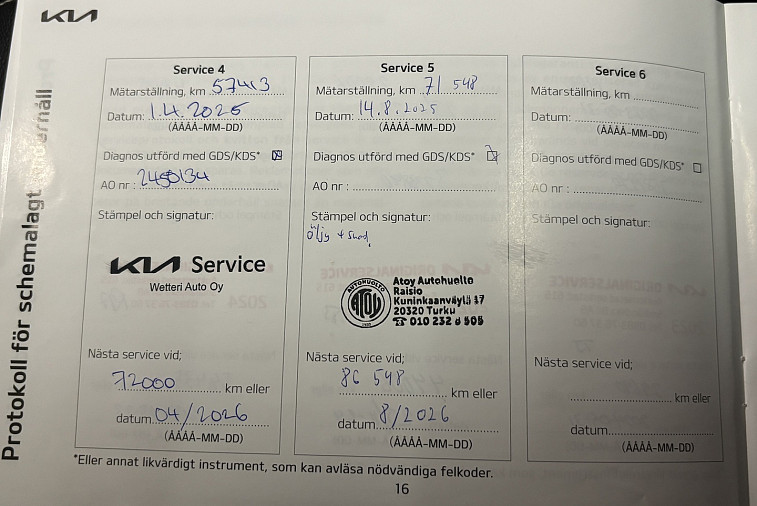 KIA
Protokoll för schemalagt underhåll
Service 4
Mätarställning, km 57413
Datum: 1.4.2025
(ÅÅÅÅ-MM-DD)
Diagnos utförd med GDS/KDS* ☒
AO nr :
Stämpel och signatur:
KIA Service
Wetteri Auto Oy
Nästa service vid;
72000 km eller
datum 04/2026
(ÅÅÅÅ-MM-DD)
Service 5
Mätarställning, km 71 548
Datum: 14.8.2025
(ÅÅÅÅ-MM-DD)
Diagnos utförd med GDS/KDS* ☒
AO nr :
Stämpel och signatur:
öljy + suod.
AUTOHUOLTO
ATOY
Atoy Autohuolto
Raisio
Kuninkaanväylä 17
20320 Turku
☎ 010 232 8 505
Nästa service vid;
86 548 km eller
datum 8/2026
(ÅÅÅÅ-MM-DD)
Service 6
Mätarställning, km
Datum:
(ÅÅÅÅ-MM-DD)
Diagnos utförd med GDS/KDS* ☐
AO nr :
Stämpel och signatur:
Nästa service vid;
km eller
datum
(ÅÅÅÅ-MM-DD)
*Eller annat likvärdigt instrument, som kan avläsa nödvändiga felkoder.
16